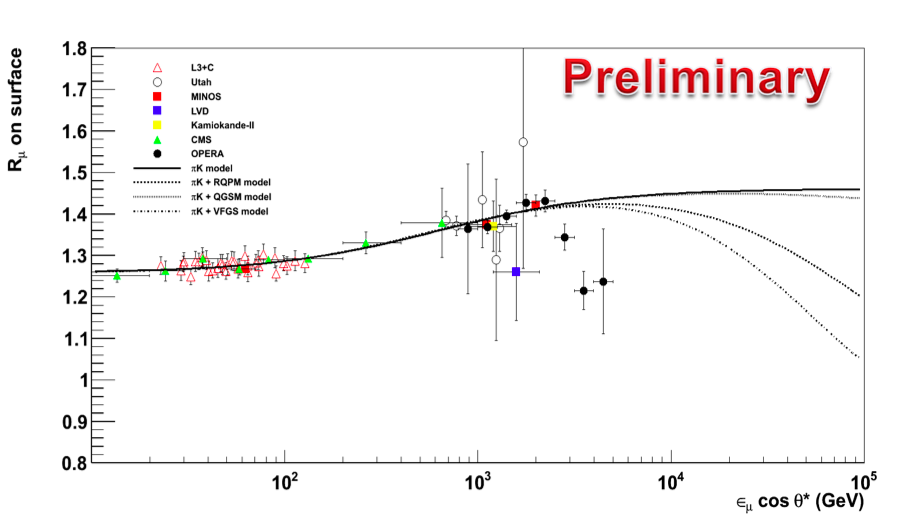 Preliminary
R_μ on surface
1.8
1.7
1.6
1.5
1.4
1.3
1.2
1.1
1
0.9
0.8
L3+C
Utah
MINOS
LVD
Kamiokande-II
CMS
OPERA
πK model
πK + RQPM model
πK + QGSM model
πK + VFGS model
10²
10³
10⁴
10⁵
ϵ_μ cos θ* (GeV)